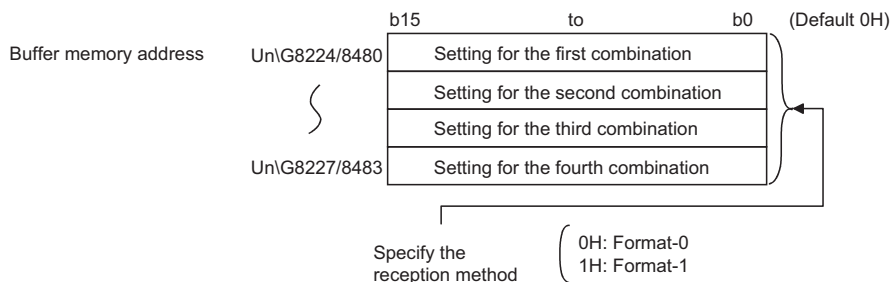 b15 to b0 (Default 0H)
Buffer memory address Un\G8224/8480 Setting for the first combination
Setting for the second combination
Setting for the third combination
Un\G8227/8483 Setting for the fourth combination
Specify the reception method
0H: Format-0
1H: Format-1